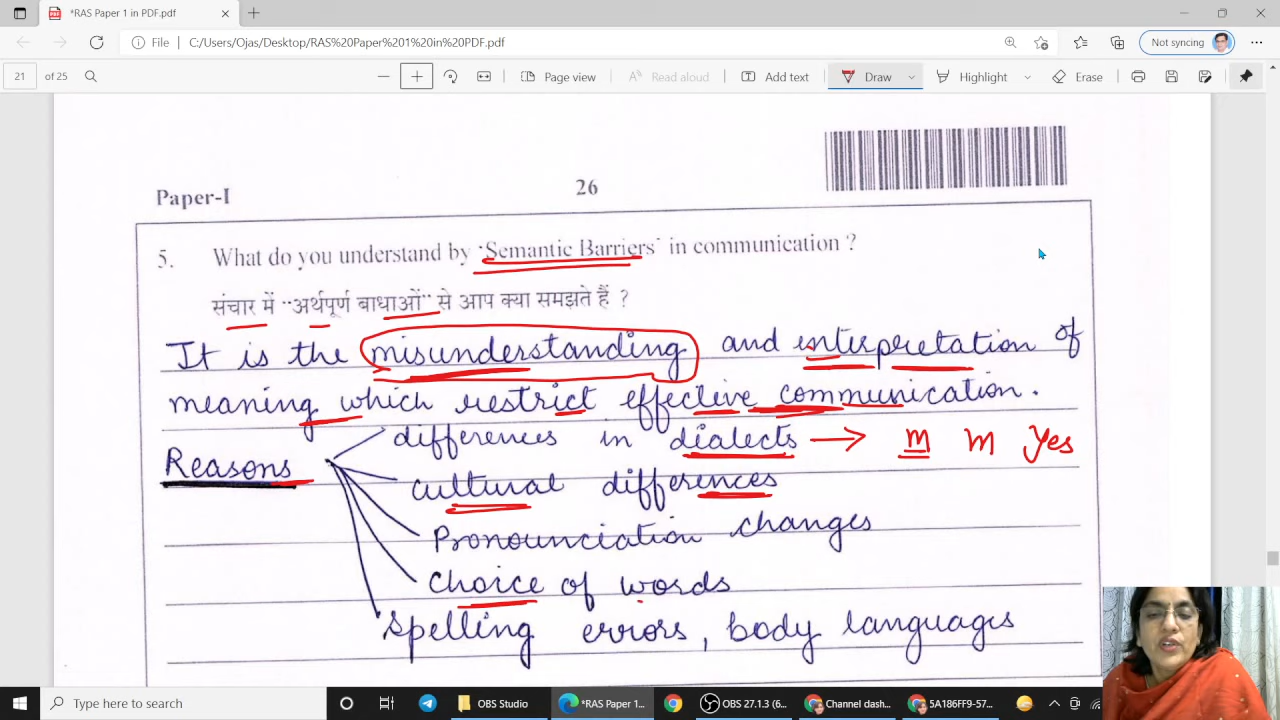 *RAS Paper 1 in PDF.pdf
File C:/Users/Ojas/Desktop/RAS%20Paper%201%20in%20PDF.pdf Not syncing
21 of 25 Page view Read aloud Add text Draw Highlight Erase
Paper-I 26
5. What do you understand by 'Semantic Barriers' in communication ?
संचार में "अर्थपूर्ण बाधाओं" से आप क्या समझते हैं ?
It is the misunderstanding and interpretation of
meaning which restrict effective communication.
differences in dialects → m m Yes
Reasons
cultural differences
Pronounciation changes
choice of words
Spelling errors, body languages
Type here to search OBS Studio *RAS Paper 1... OBS 27.1.3 (6... Channel dash... 5A186FF9-57...